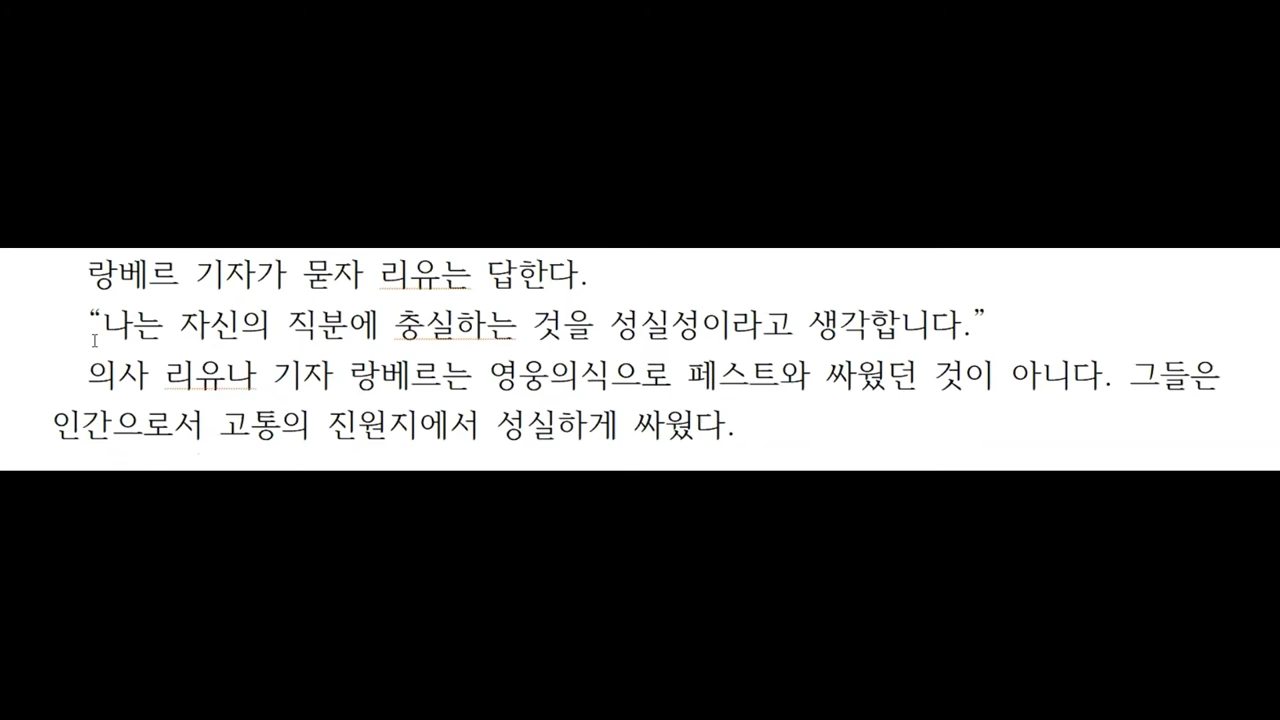 랑베르 기자가 묻자 리유는 답한다.
“나는 자신의 직분에 충실하는 것을 성실성이라고 생각합니다.”
의사 리유나 기자 랑베르는 영웅의식으로 페스트와 싸웠던 것이 아니다. 그들은
인간으로서 고통의 진원지에서 성실하게 싸웠다.